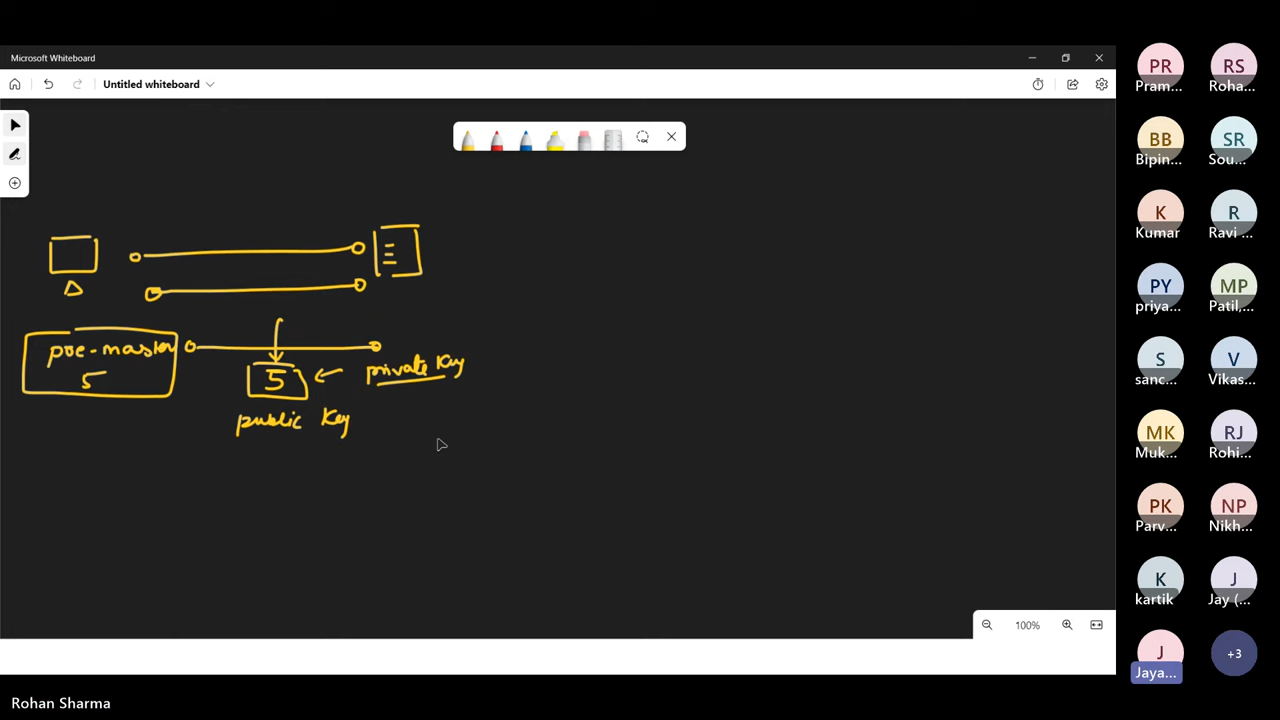 Microsoft Whiteboard
Untitled whiteboard
pre-master
5
5
private Key
public Key
100%
PR
Pram...
RS
Roha...
BB
Bipin...
SR
Sou...
K
Kumar
R
Ravi ...
PY
priya...
MP
Patil,...
S
sanc...
V
Vikas...
MK
Muk...
RJ
Rohi...
PK
Parv...
NP
Nikh...
K
kartik
J
Jay (...
J
Jaya...
+3
Rohan Sharma